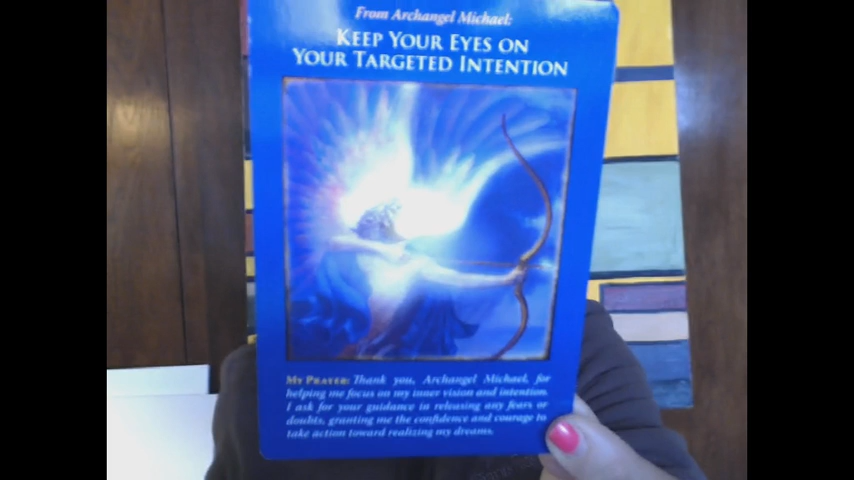 From Archangel Michael:
KEEP YOUR EYES ON
YOUR TARGETED INTENTION
MY PRAYER: Thank you, Archangel Michael, for
helping me focus on my inner vision and intention.
I ask for your guidance in releasing any fears or
doubts, granting me the confidence and courage to
take action toward realizing my dreams.